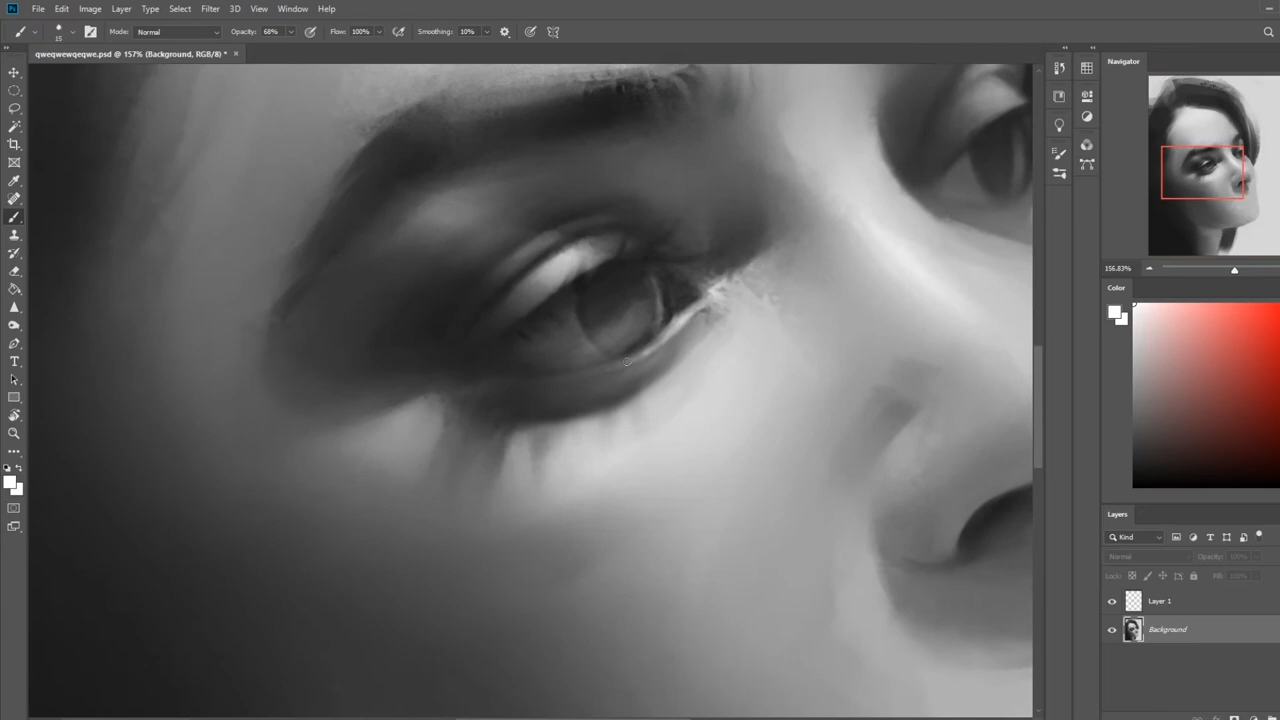 Ps File Edit Image Layer Type Select Filter 3D View Window Help
15 Mode: Normal Opacity: 68% Flow: 100% Smoothing: 10%
qweqwewqeqwe.psd @ 157% (Background, RGB/8) *
Navigator
156.83%
Color
Layers
Kind
Normal Opacity: 100%
Lock: Fill: 100%
Layer 1
Background